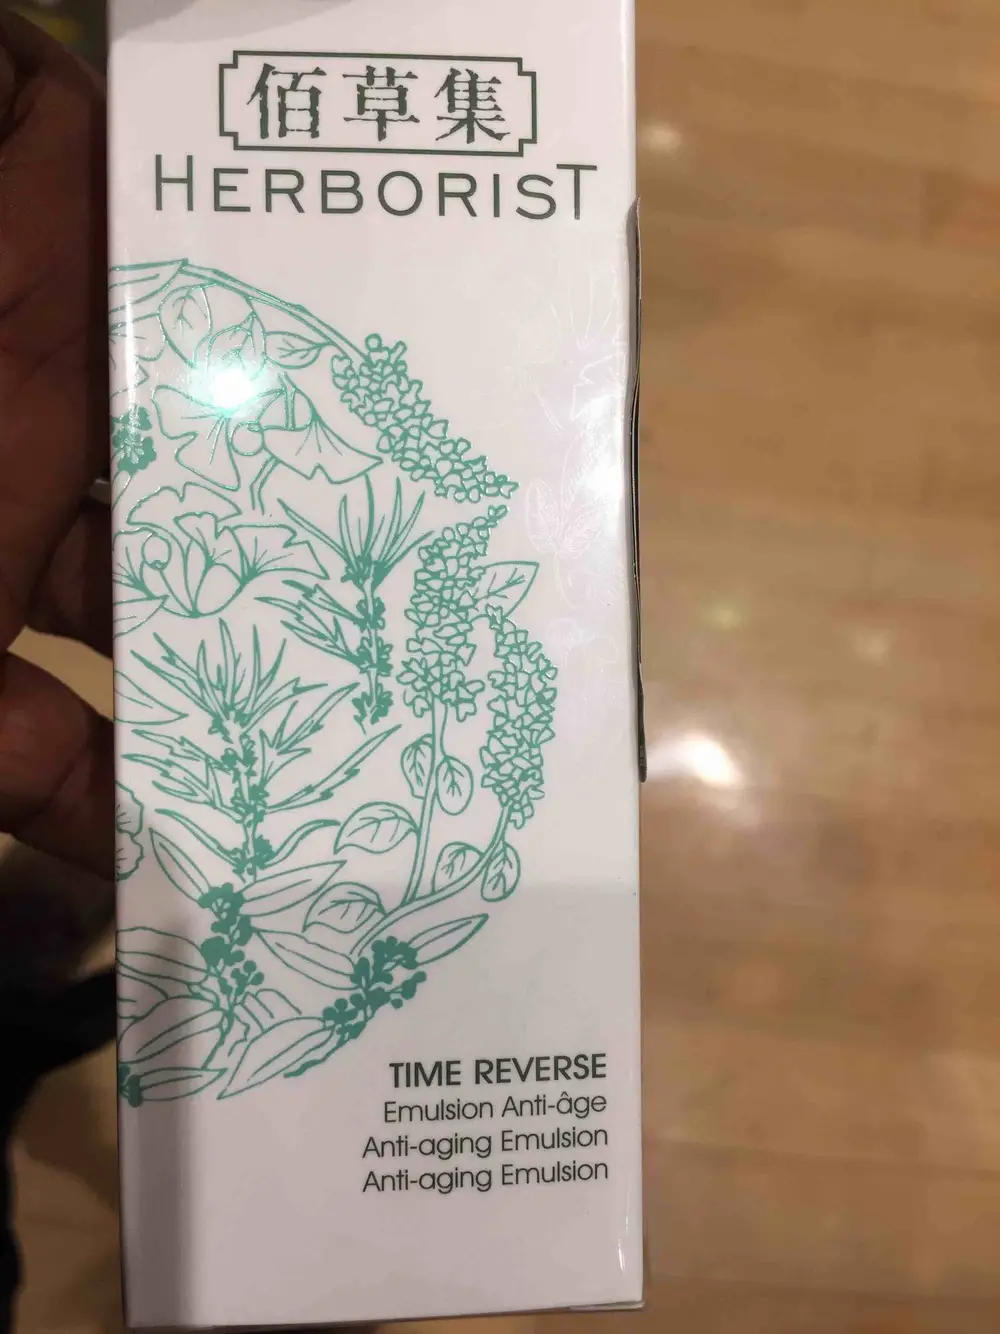 佰草集
HERBORIST
TIME REVERSE
Emulsion Anti-âge
Anti-aging Emulsion
Anti-aging Emulsion